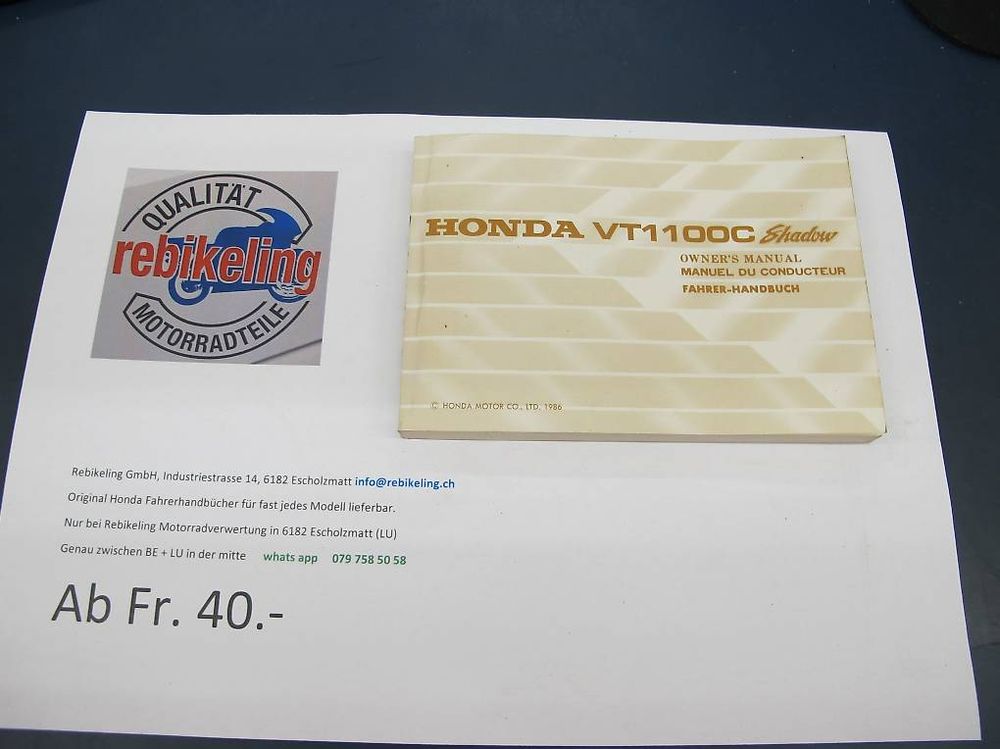 QUALITÄT
rebikeling
MOTORRADTEILE
HONDA VT1100C Shadow
OWNER'S MANUAL
MANUEL DU CONDUCTEUR
FAHRER-HANDBUCH
© HONDA MOTOR CO., LTD. 1986
Rebikeling GmbH, Industriestrasse 14, 6182 Escholzmatt info@rebikeling.ch
Original Honda Fahrerhandbücher für fast jedes Modell lieferbar.
Nur bei Rebikeling Motorradverwertung in 6182 Escholzmatt (LU)
Genau zwischen BE + LU in der mitte whats app 079 758 50 58
Ab Fr. 40.-